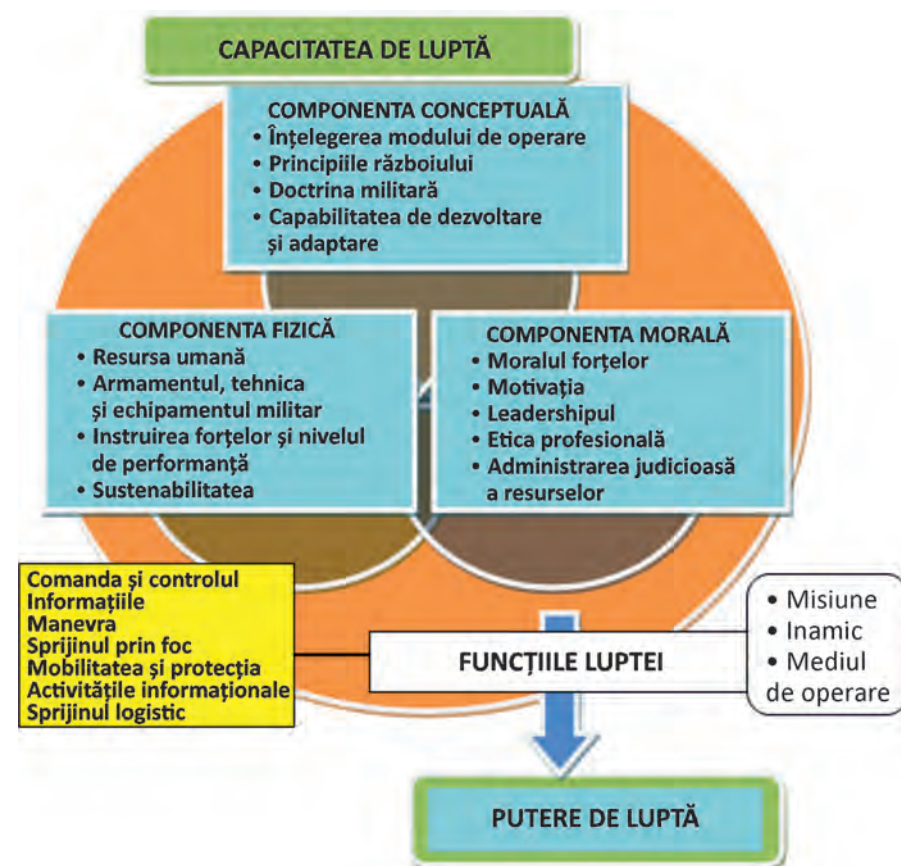 CAPACITATEA DE LUPTĂ
COMPONENTA CONCEPTUALĂ
• Înțelegerea modului de operare
• Principiile războiului
• Doctrina militară
• Capabilitatea de dezvoltare
și adaptare
COMPONENTA FIZICĂ
• Resursa umană
• Armamentul, tehnica
și echipamentul militar
• Instruirea forțelor și nivelul
de performanță
• Sustenabilitatea
COMPONENTA MORALĂ
• Moralul forțelor
• Motivația
• Leadershipul
• Etica profesională
• Administrarea judicioasă
a resurselor
Comanda și controlul
Informațiile
Manevra
Sprijinul prin foc
Mobilitatea și protecția
Activitățile informaționale
Sprijinul logistic
FUNCȚIILE LUPTEI
• Misiune
• Inamic
• Mediul
de operare
PUTERE DE LUPTĂ